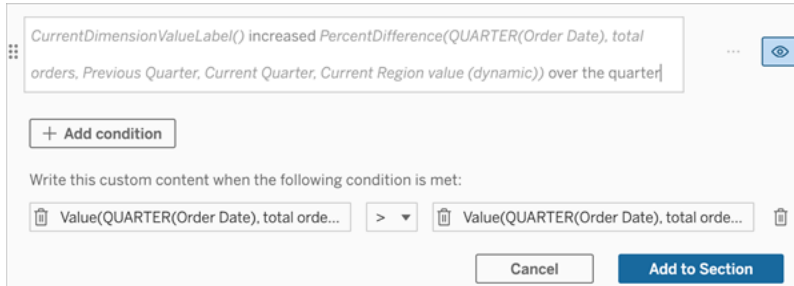 CurrentDimensionValueLabel() increased PercentDifference(QUARTER(Order Date), total
orders, Previous Quarter, Current Quarter, Current Region value (dynamic)) over the quarter
+ Add condition
Write this custom content when the following condition is met:
Value(QUARTER(Order Date), total orde... > Value(QUARTER(Order Date), total orde...
Cancel Add to Section